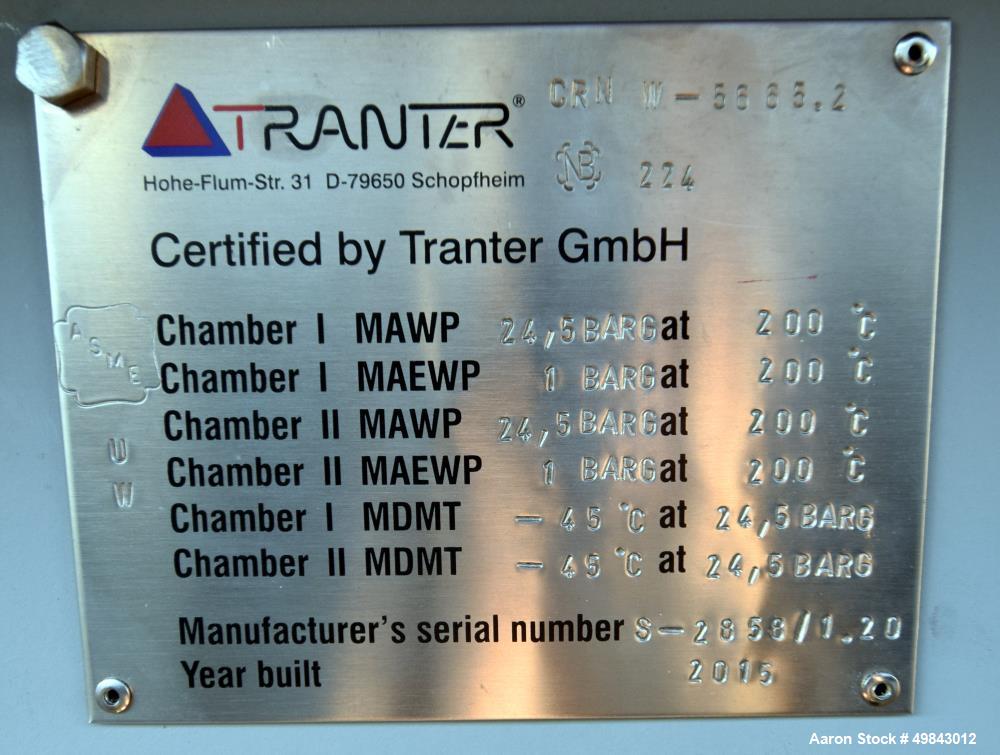 TRANTER® CRN W-5665.2
Hohe-Flum-Str. 31 D-79650 Schopfheim NB 224
Certified by Tranter GmbH
ASME
Chamber I MAWP 24,5 BARG at 200 °C
Chamber I MAEWP 1 BARG at 200 °C
Chamber II MAWP 24,5 BARG at 200 °C
U
Chamber II MAEWP 1 BARG at 200 °C
W
Chamber I MDMT -45 °C at 24,5 BARG
Chamber II MDMT -45 °C at 24,5 BARG
Manufacturer's serial number S-2858/1.20
Year built 2015
Aaron Stock # 49843012